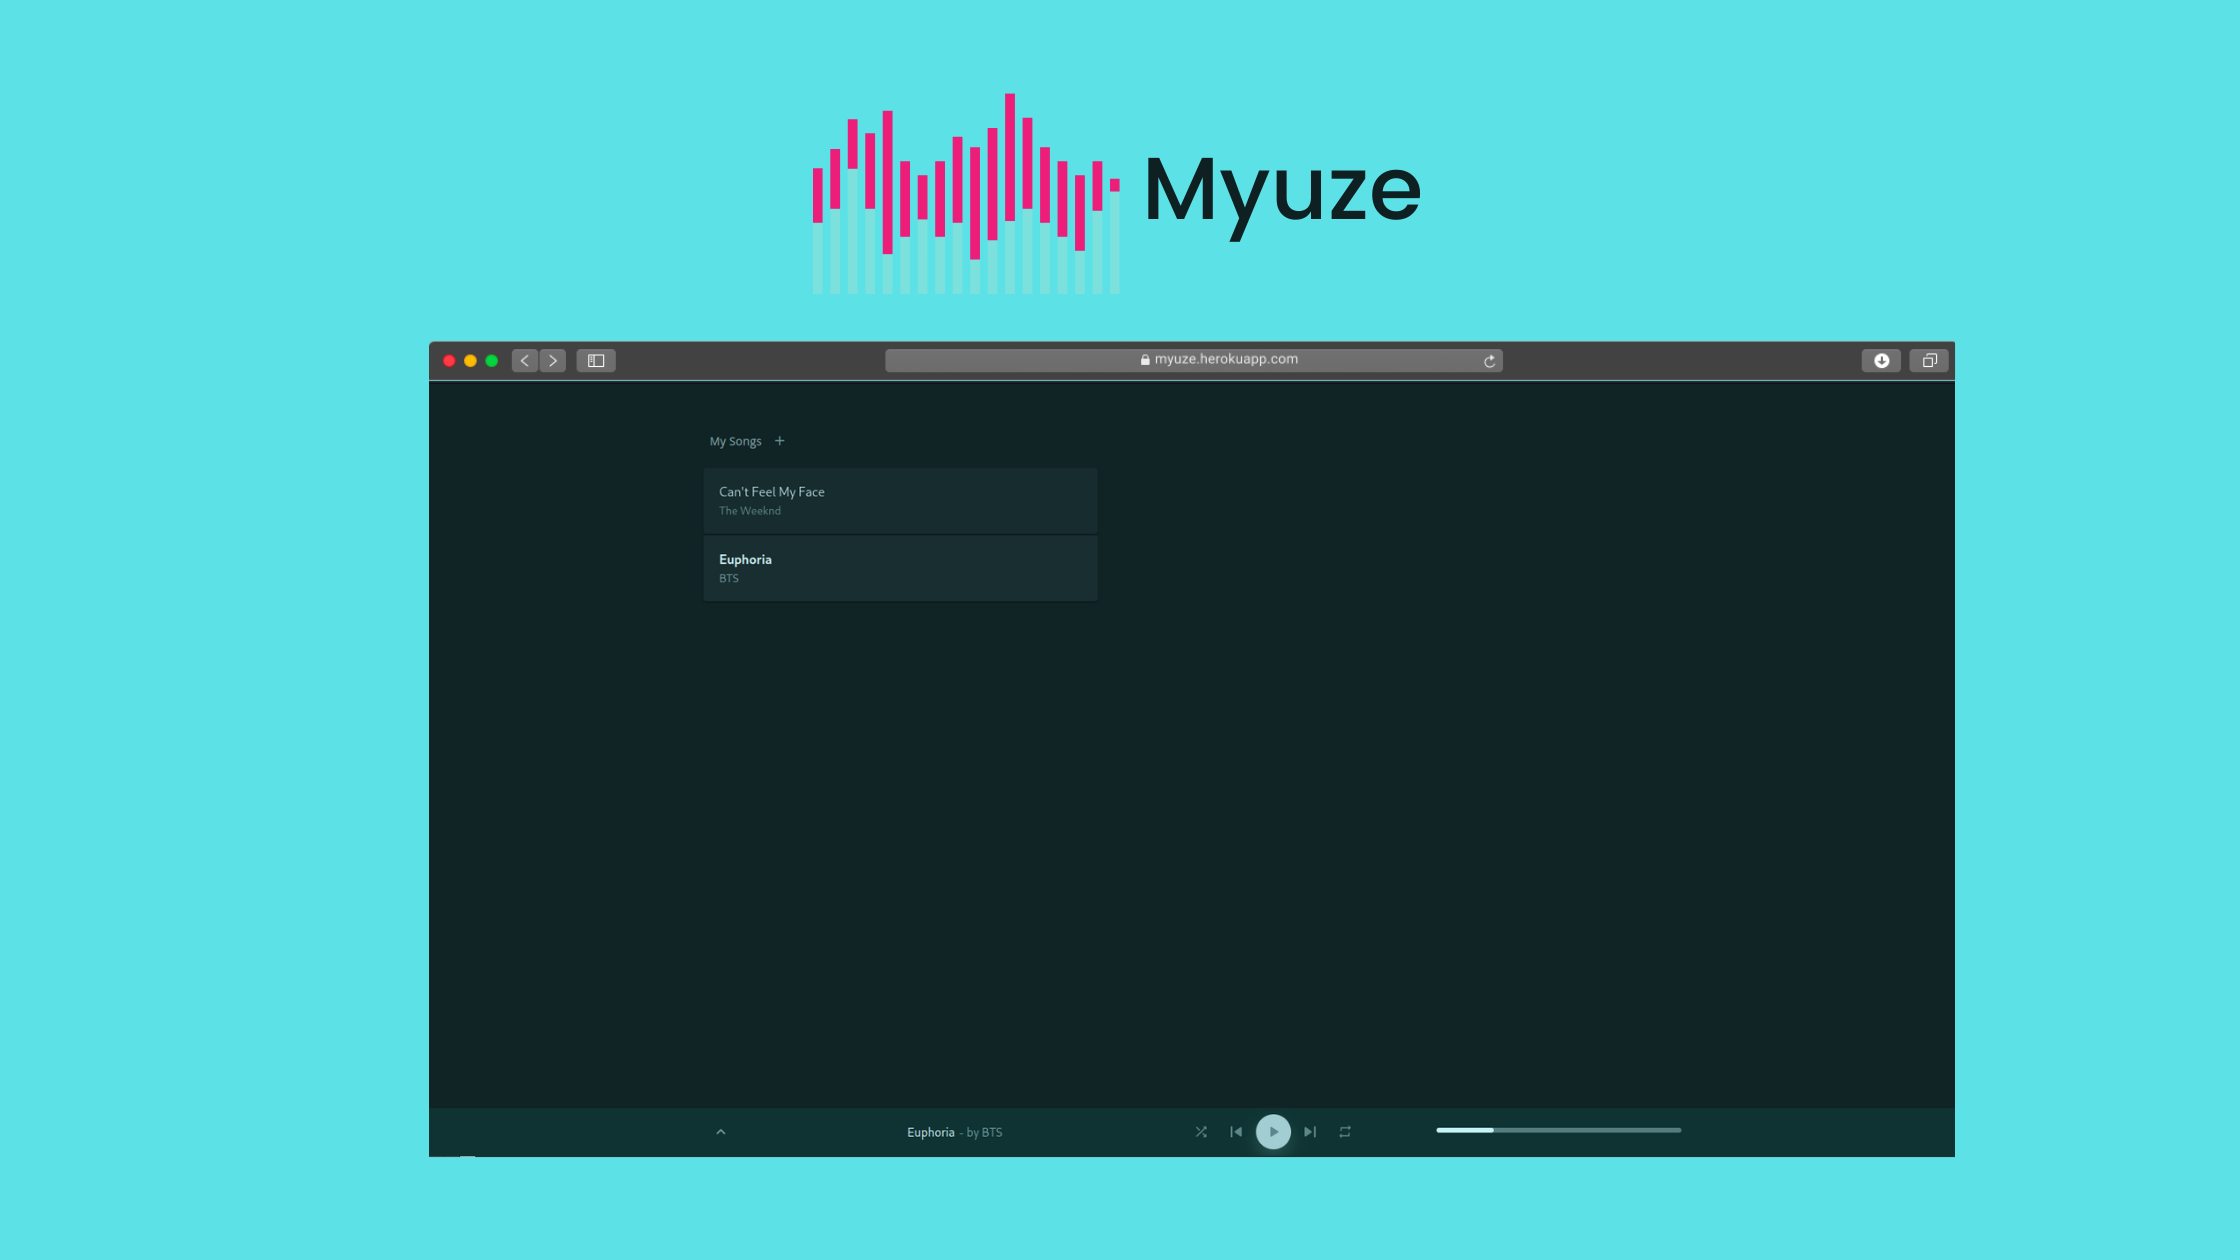 Myuze
myuze.herokuapp.com
My Songs +
Can't Feel My Face
The Weeknd
Euphoria
BTS
Euphoria - by BTS